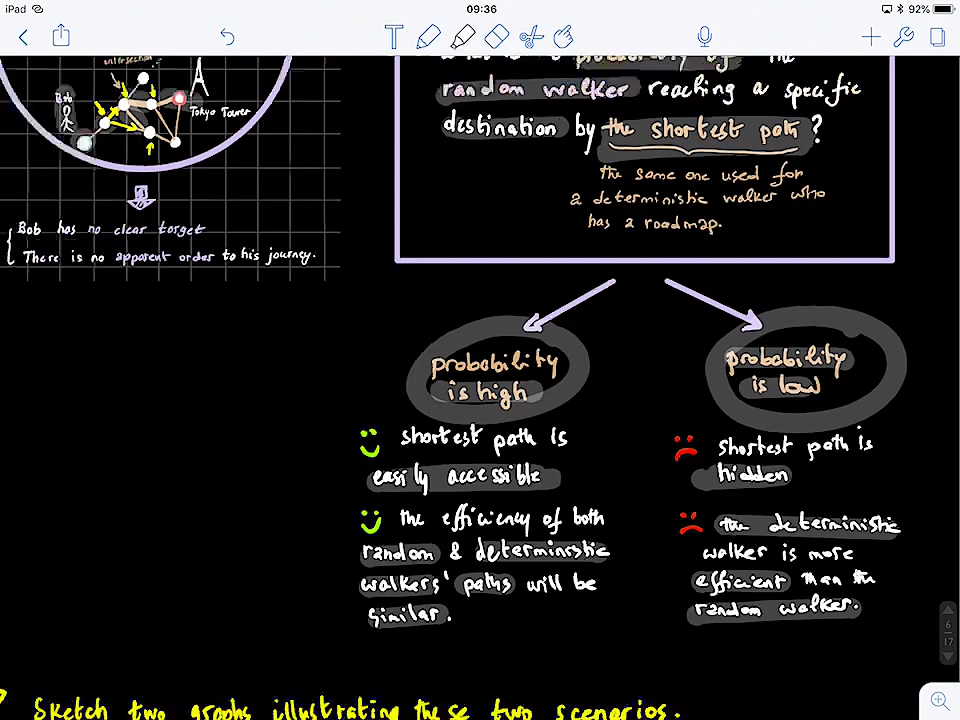 iPad
09:36
92%
intersection
Bob
Tokyo Tower
Bob has no clear target
There is no apparent order to his journey.
random walker reaching a specific
destination by the shortest path?
the same one used for
a deterministic walker who
has a roadmap.
probability
is high
shortest path is
easily accessible
the efficiency of both
random & deterministic
walkers' paths will be
similar.
probability
is low
shortest path is
hidden
the deterministic
walker is more
efficient than the
random walker.
6
17
Sketch two graphs illustrating these two scenarios.